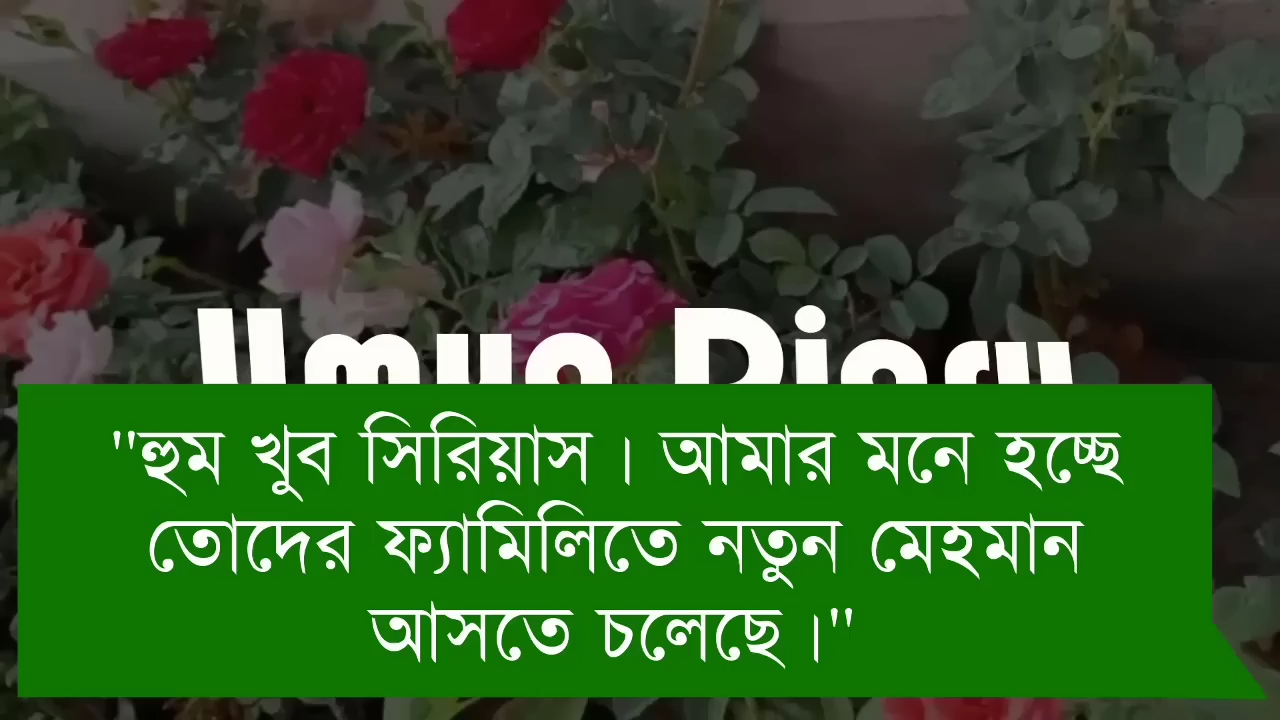 "হুম খুব সিরিয়াস। আমার মনে হচ্ছে
তোদের ফ্যামিলিতে নতুন মেহমান
আসতে চলেছে।"